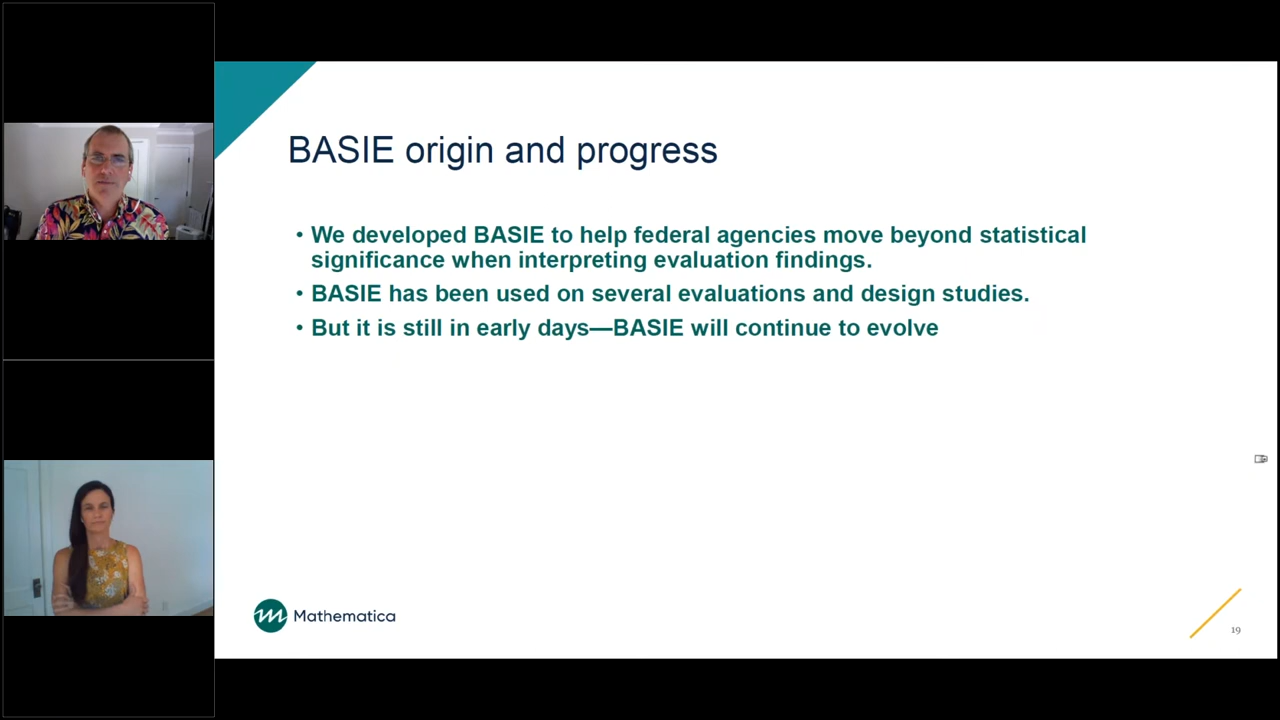 BASIE origin and progress
• We developed BASIE to help federal agencies move beyond statistical
significance when interpreting evaluation findings.
• BASIE has been used on several evaluations and design studies.
• But it is still in early days—BASIE will continue to evolve
Mathematica
19